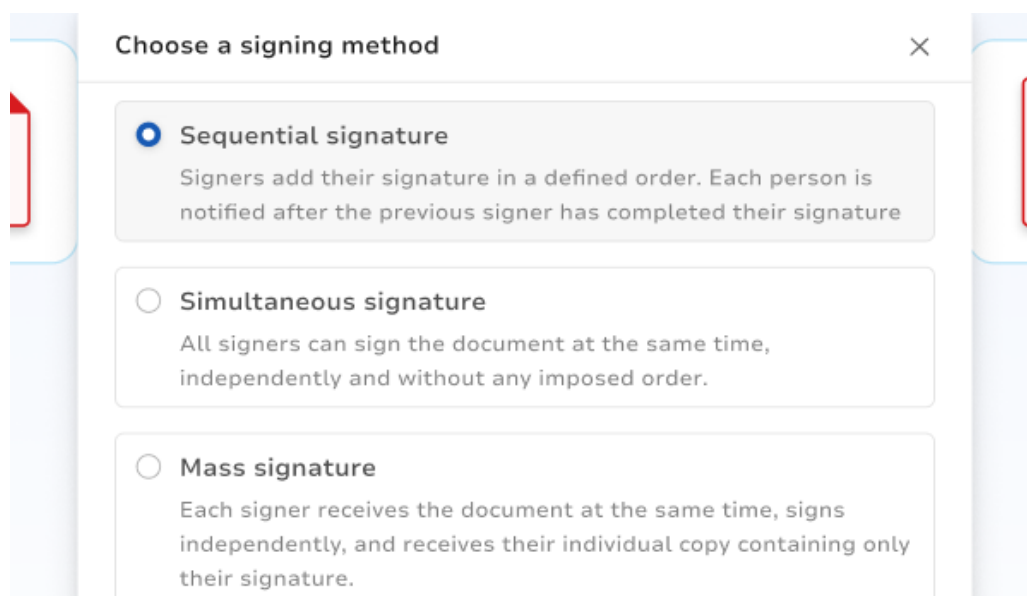 Choose a signing method
Sequential signature
Signers add their signature in a defined order. Each person is
notified after the previous signer has completed their signature
Simultaneous signature
All signers can sign the document at the same time,
independently and without any imposed order.
Mass signature
Each signer receives the document at the same time, signs
independently, and receives their individual copy containing only
their signature.